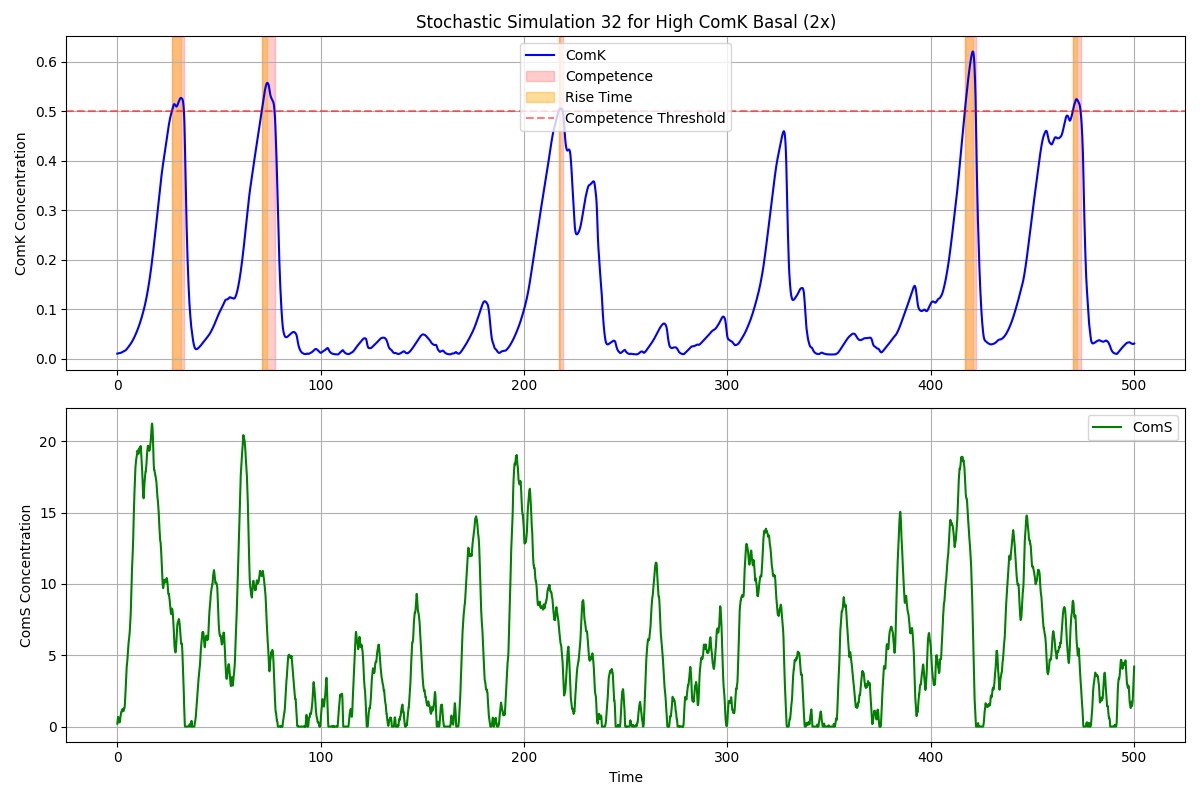 Stochastic Simulation 32 for High ComK Basal (2x)
ComK Concentration
0.6
0.5
0.4
0.3
0.2
0.1
0.0
ComK
Competence
Rise Time
Competence Threshold
0 100 200 300 400 500
ComS Concentration
20
15
10
5
0
ComS
0 100 200 300 400 500
Time